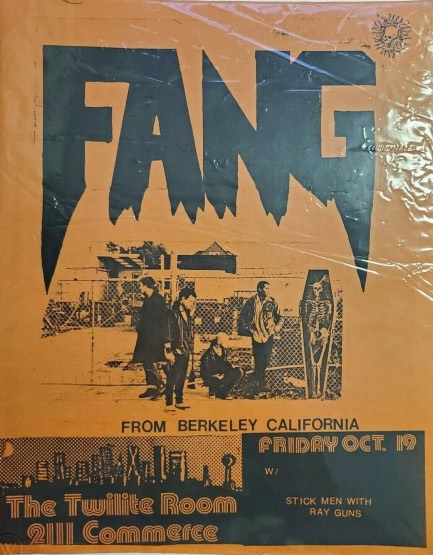 FANG
FROM BERKELEY CALIFORNIA
FRIDAY OCT. 19
W/
STICK MEN WITH
RAY GUNS
The Twilite Room
2111 Commerce